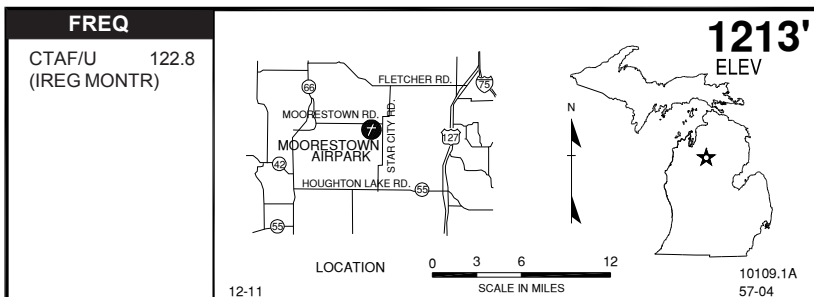 FREQ
CTAF/U 122.8
(IREG MONTR)
1213'
ELEV
FLETCHER RD.
75
66
MOORESTOWN RD.
STAR CITY RD.
127
MOORESTOWN
AIRPARK
42
HOUGHTON LAKE RD.
55
55
N
LOCATION
0 3 6 12
SCALE IN MILES
12-11
10109.1A
57-04